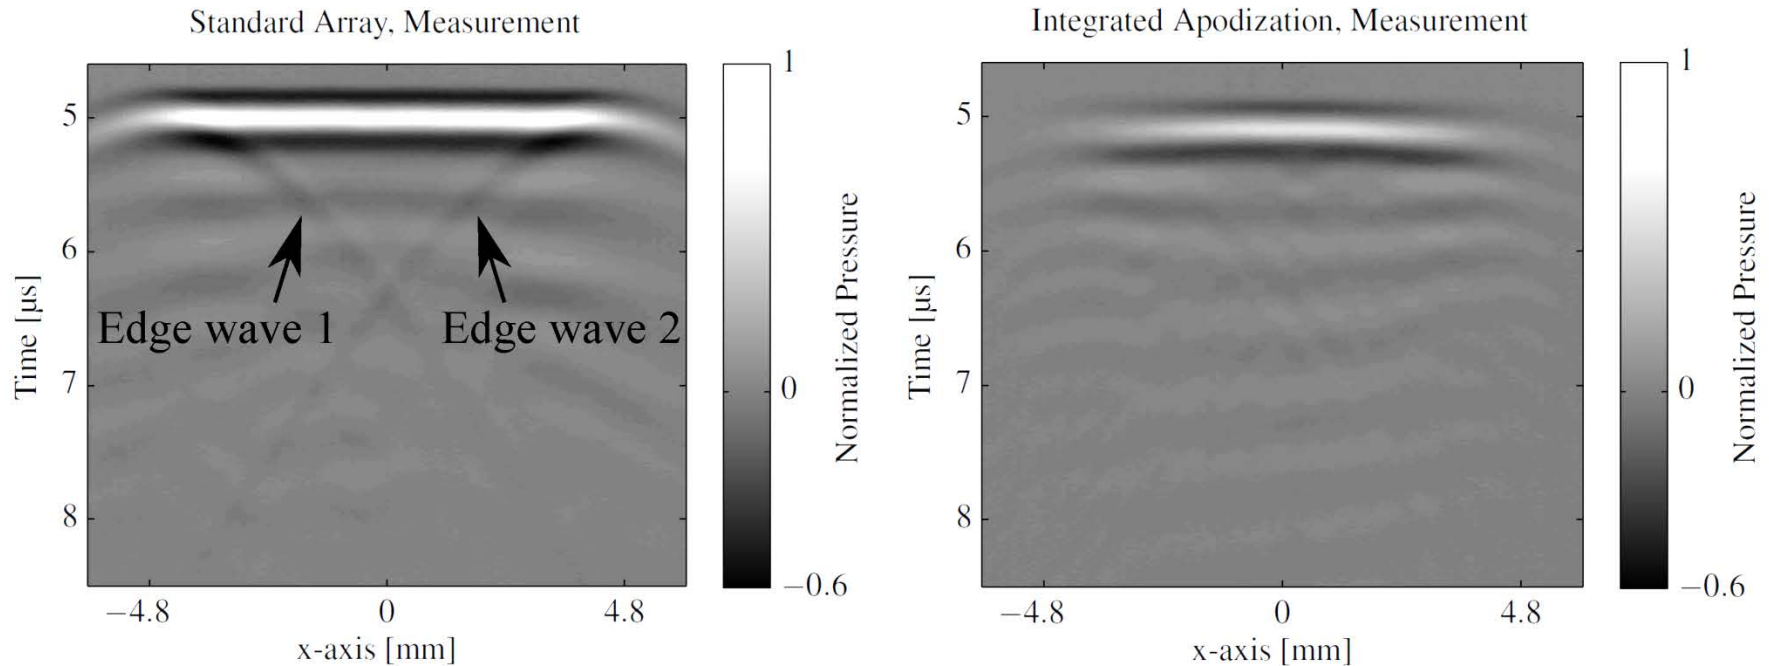 Standard Array, Measurement
5
6
7
8
Time [μs]
−4.8
0
4.8
x-axis [mm]
Edge wave 1
Edge wave 2
1
0
−0.6
Normalized Pressure
Integrated Apodization, Measurement
5
6
7
8
Time [μs]
−4.8
0
4.8
x-axis [mm]
1
0
−0.6
Normalized Pressure